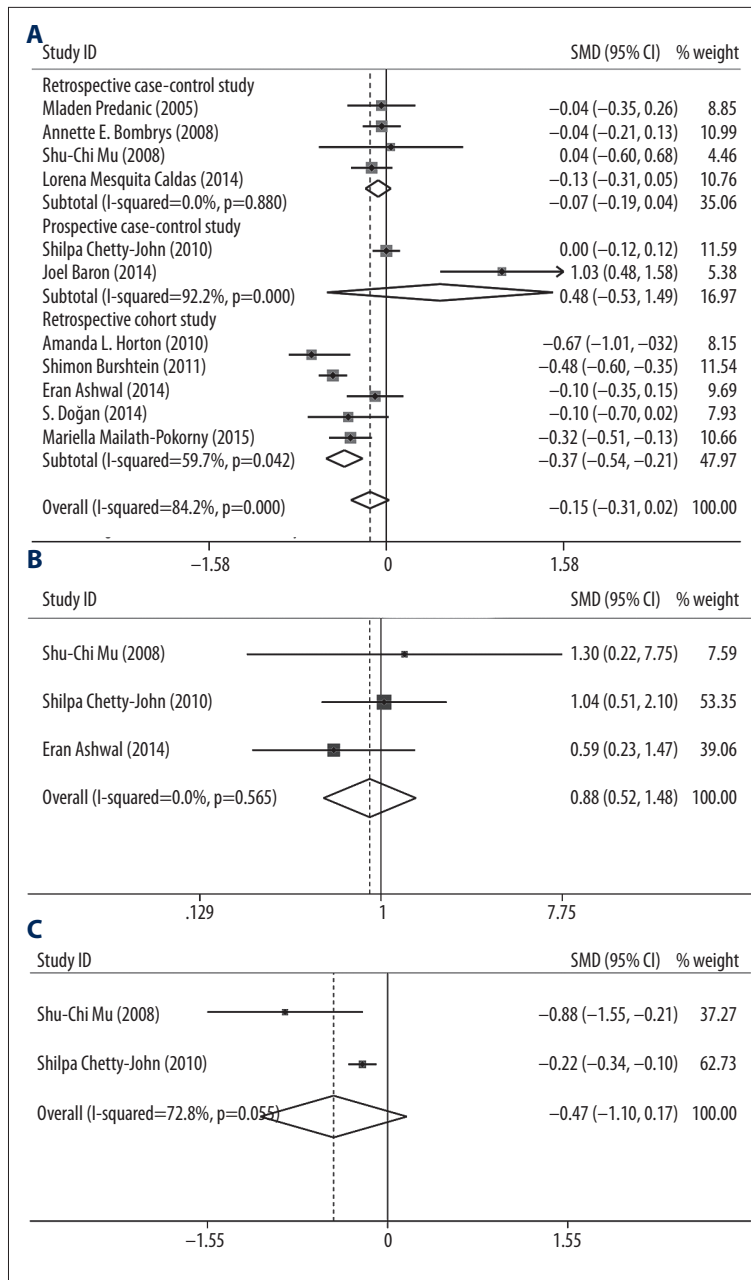 A
Study ID SMD (95% CI) % weight
Retrospective case-control study
Mladen Predanic (2005) −0.04 (−0.35, 0.26) 8.85
Annette E. Bombrys (2008) −0.04 (−0.21, 0.13) 10.99
Shu-Chi Mu (2008) 0.04 (−0.60, 0.68) 4.46
Lorena Mesquita Caldas (2014) −0.13 (−0.31, 0.05) 10.76
Subtotal (I-squared=0.0%, p=0.880) −0.07 (−0.19, 0.04) 35.06
Prospective case-control study
Shilpa Chetty-John (2010) 0.00 (−0.12, 0.12) 11.59
Joel Baron (2014) 1.03 (0.48, 1.58) 5.38
Subtotal (I-squared=92.2%, p=0.000) 0.48 (−0.53, 1.49) 16.97
Retrospective cohort study
Amanda L. Horton (2010) −0.67 (−1.01, −032) 8.15
Shimon Burshtein (2011) −0.48 (−0.60, −0.35) 11.54
Eran Ashwal (2014) −0.10 (−0.35, 0.15) 9.69
S. Doğan (2014) −0.10 (−0.70, 0.02) 7.93
Mariella Mailath-Pokorny (2015) −0.32 (−0.51, −0.13) 10.66
Subtotal (I-squared=59.7%, p=0.042) −0.37 (−0.54, −0.21) 47.97
Overall (I-squared=84.2%, p=0.000) −0.15 (−0.31, 0.02) 100.00
−1.58 0 1.58
B
Study ID SMD (95% CI) % weight
Shu-Chi Mu (2008) 1.30 (0.22, 7.75) 7.59
Shilpa Chetty-John (2010) 1.04 (0.51, 2.10) 53.35
Eran Ashwal (2014) 0.59 (0.23, 1.47) 39.06
Overall (I-squared=0.0%, p=0.565) 0.88 (0.52, 1.48) 100.00
.129 1 7.75
C
Study ID SMD (95% CI) % weight
Shu-Chi Mu (2008) −0.88 (−1.55, −0.21) 37.27
Shilpa Chetty-John (2010) −0.22 (−0.34, −0.10) 62.73
Overall (I-squared=72.8%, p=0.055) −0.47 (−1.10, 0.17) 100.00
−1.55 0 1.55